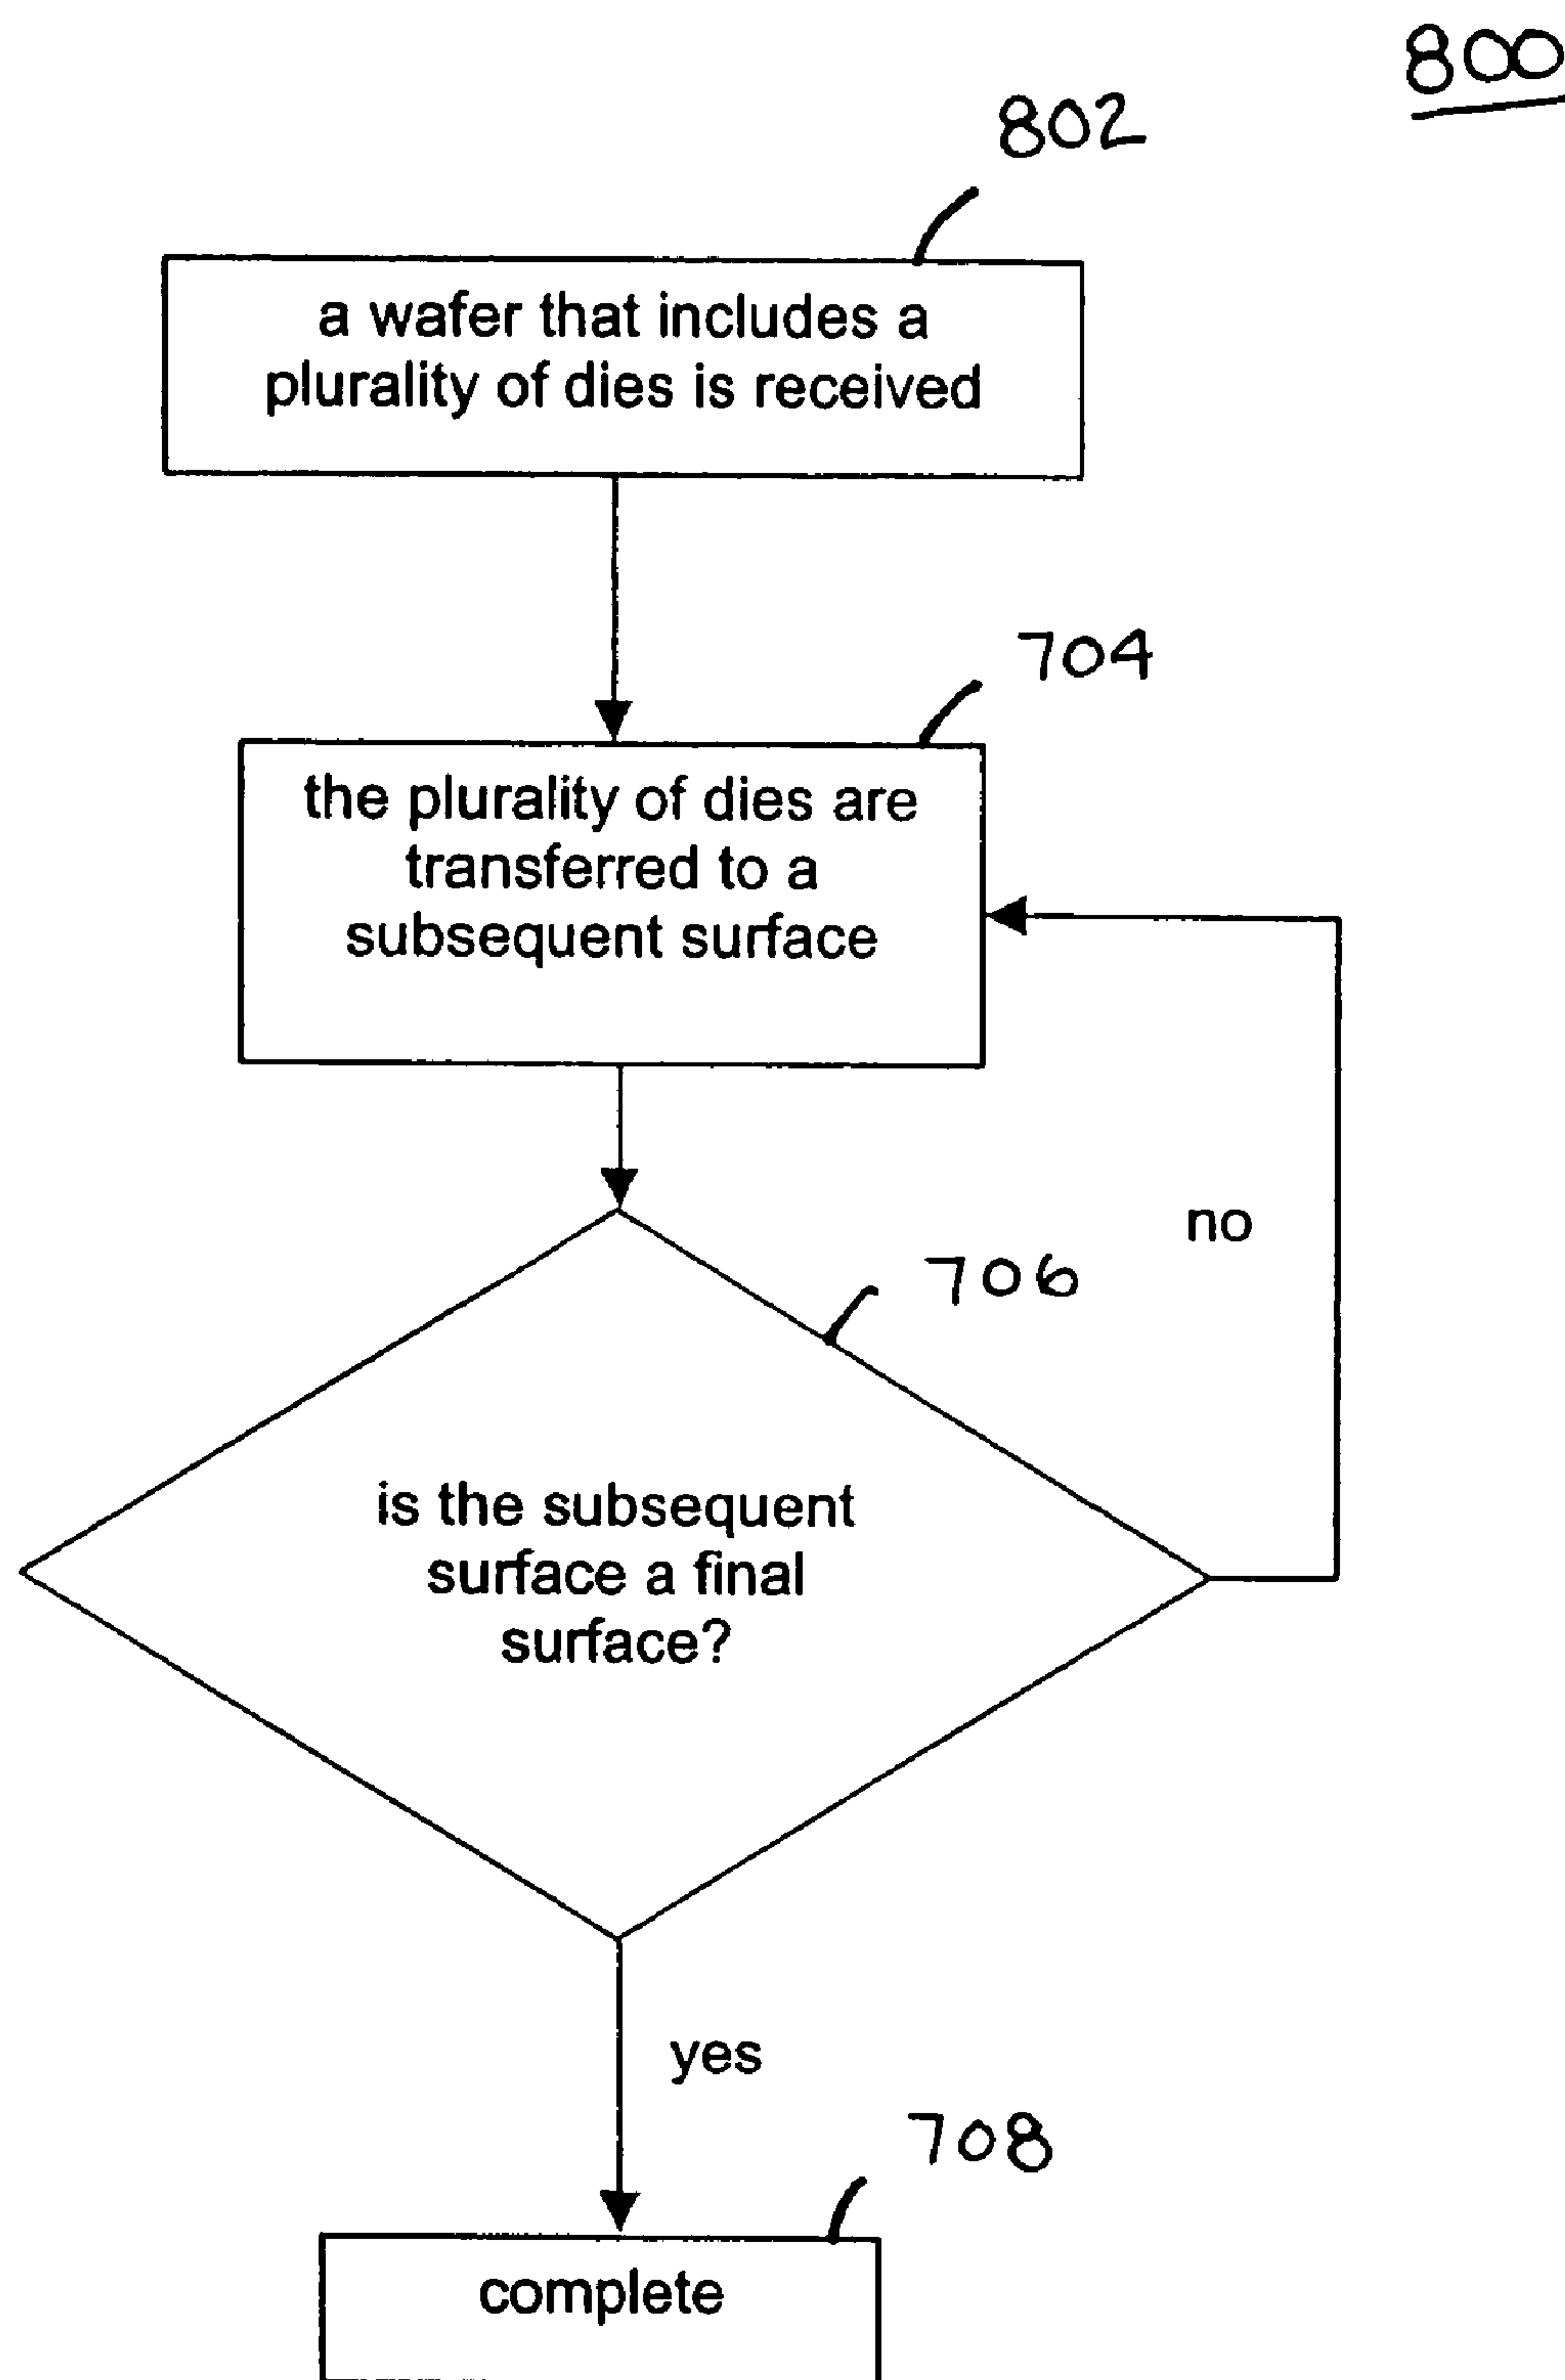 800
802
a wafer that includes a
plurality of dies is received
704
the plurality of dies are
transferred to a
subsequent surface
no
706
is the subsequent
surface a final
surface?
yes
708
complete